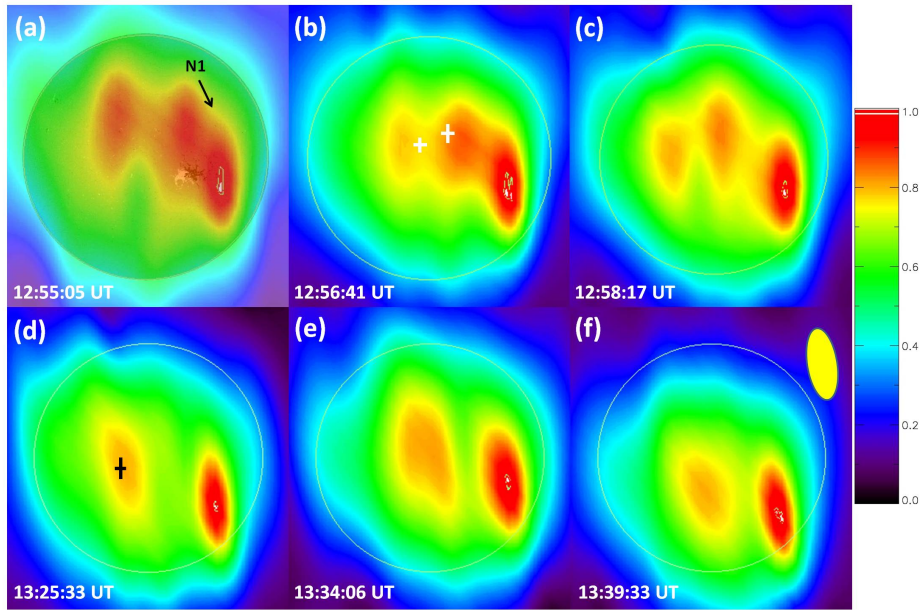 (a)
N1
12:55:05 UT
(b)
12:56:41 UT
(c)
12:58:17 UT
1.0
0.8
0.6
0.4
0.2
0.0
(d)
13:25:33 UT
(e)
13:34:06 UT
(f)
13:39:33 UT